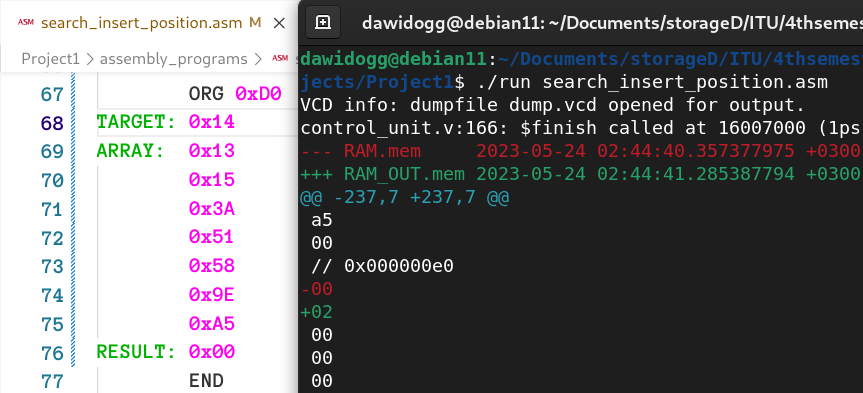 ASM search_insert_position.asm M ×
Project1 > assembly_programs > ASM
67 ORG 0xD0
68 TARGET: 0x14
69 ARRAY: 0x13
70 0x15
71 0x3A
72 0x51
73 0x58
74 0x9E
75 0xA5
76 RESULT: 0x00
77 END
dawidogg@debian11: ~/Documents/storageD/ITU/4thsemes
dawidogg@debian11:~/Documents/storageD/ITU/4thsemes
jects/Project1$ ./run search_insert_position.asm
VCD info: dumpfile dump.vcd opened for output.
control_unit.v:166: $finish called at 16007000 (1ps
--- RAM.mem 2023-05-24 02:44:40.357377975 +0300
+++ RAM_OUT.mem 2023-05-24 02:44:41.285387794 +0300
@@ -237,7 +237,7 @@
a5
00
// 0x000000e0
-00
+02
00
00
00